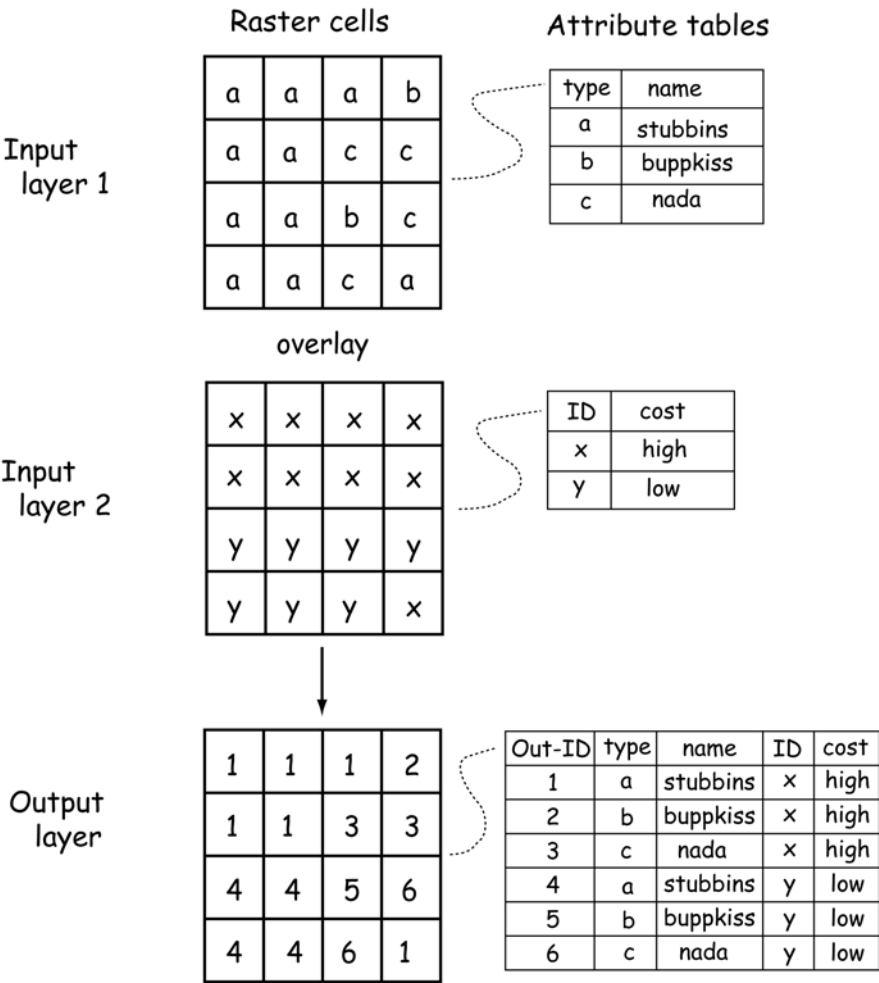 Raster cells
Attribute tables
Input
layer 1
a a a b
a a c c
a a b c
a a c a
type name
a stubbins
b buppkiss
c nada
overlay
Input
layer 2
x x x x
x x x x
y y y y
y y y x
ID cost
x high
y low
Output
layer
1 1 1 2
1 1 3 3
4 4 5 6
4 4 6 1
Out-ID type name ID cost
1 a stubbins x high
2 b buppkiss x high
3 c nada x high
4 a stubbins y low
5 b buppkiss y low
6 c nada y low